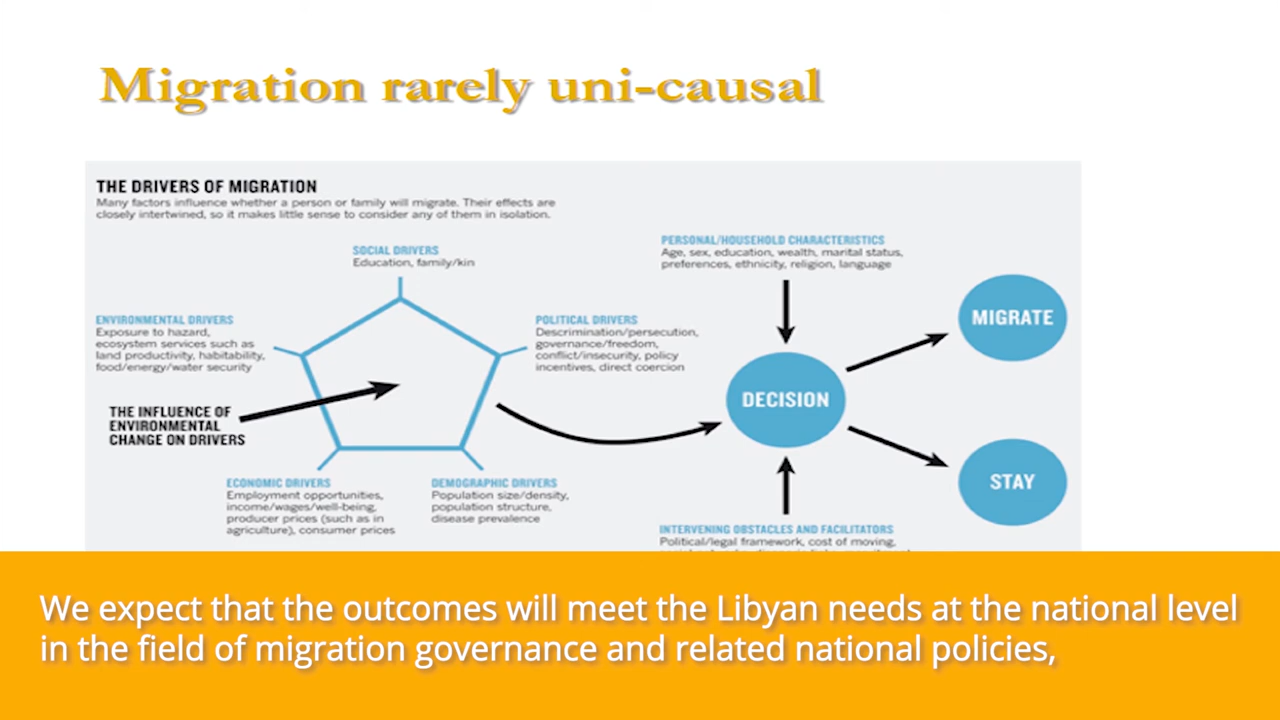 Migration rarely uni-causal
THE DRIVERS OF MIGRATION
Many factors influence whether a person or family will migrate. Their effects are
closely intertwined, so it makes little sense to consider any of them in isolation.
SOCIAL DRIVERS
Education, family/kin
ENVIRONMENTAL DRIVERS
Exposure to hazard,
ecosystem services such as
land productivity, habitability,
food/energy/water security
POLITICAL DRIVERS
Descrimination/persecution,
governance/freedom,
conflict/insecurity, policy
incentives, direct coercion
THE INFLUENCE OF
ENVIRONMENTAL
CHANGE ON DRIVERS
ECONOMIC DRIVERS
Employment opportunities,
income/wages/well-being,
producer prices (such as in
agriculture), consumer prices
DEMOGRAPHIC DRIVERS
Population size/density,
population structure,
disease prevalence
PERSONAL/HOUSEHOLD CHARACTERISTICS
Age, sex, education, wealth, marital status,
preferences, ethnicity, religion, language
DECISION
MIGRATE
STAY
INTERVENING OBSTACLES AND FACILITATORS
Political/legal framework, cost of moving,
We expect that the outcomes will meet the Libyan needs at the national level
in the field of migration governance and related national policies,